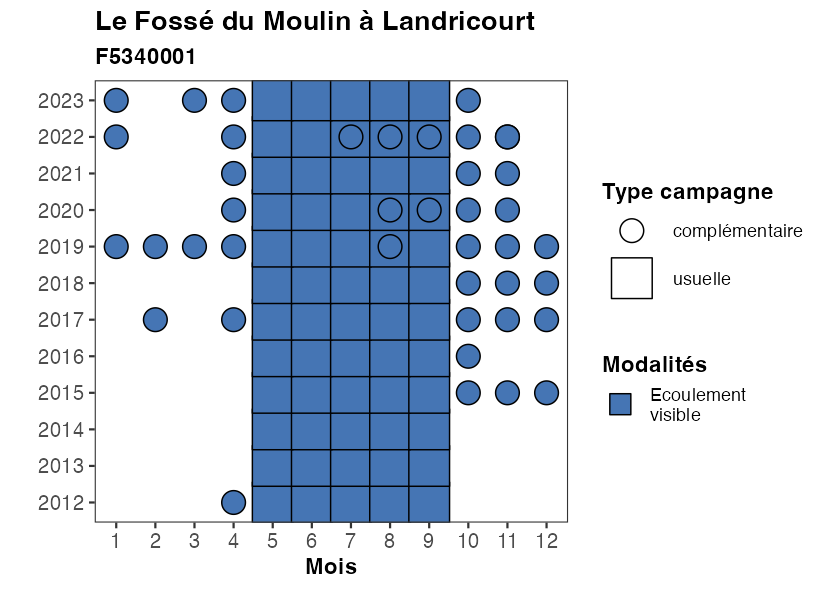 Le Fossé du Moulin à Landricourt
F5340001
2023
2022
2021
2020
2019
2018
2017
2016
2015
2014
2013
2012
1 2 3 4 5 6 7 8 9 10 11 12
Mois
Type campagne
complémentaire
usuelle
Modalités
Ecoulement
visible